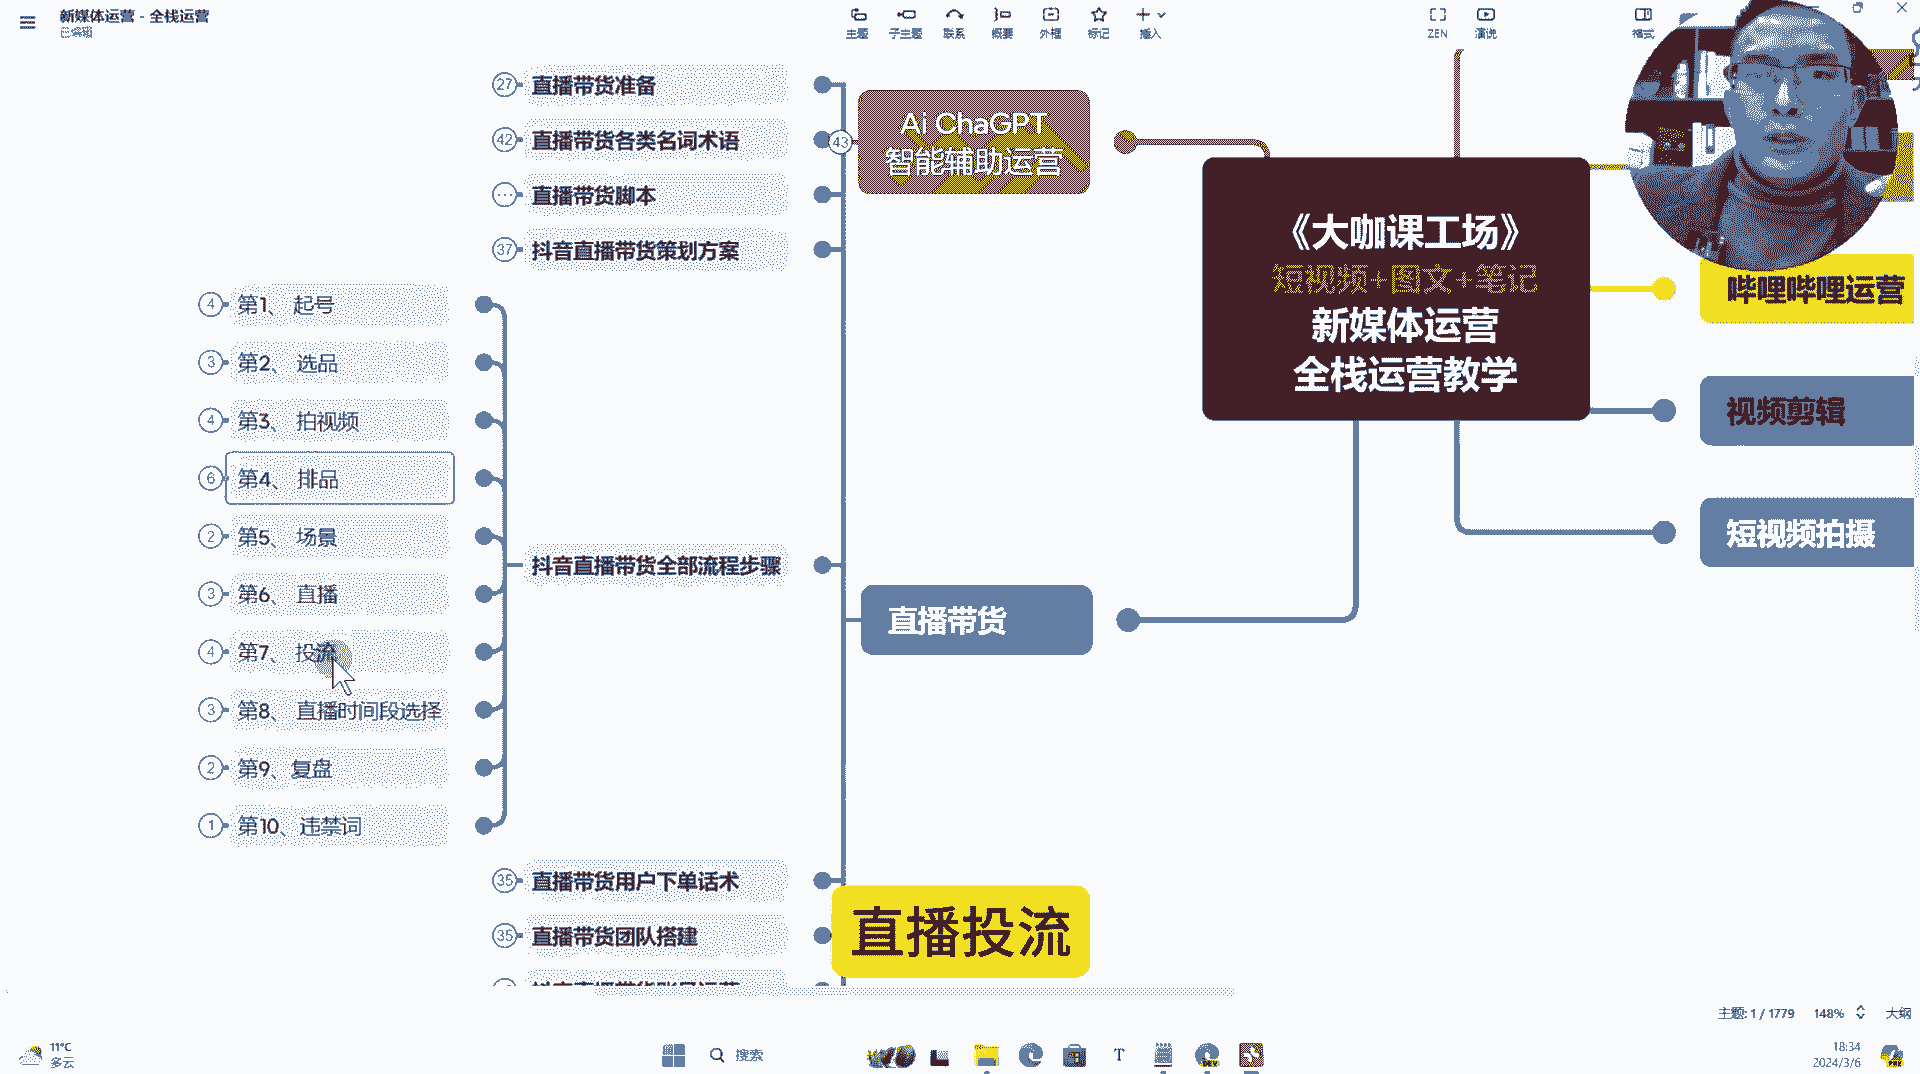 新媒体运营 - 全栈运营
已编辑
主题
子主题
联系
概要
外框
标记
插入
ZEN
演说
格式
27
直播带货准备
42
直播带货各类名词术语
直播带货脚本
37
抖音直播带货策划方案
4
第1、 起号
3
第2、 选品
4
第3、 拍视频
6
第4、 排品
2
第5、 场景
3
第6、 直播
4
第7、 投流
3
第8、 直播时间段选择
2
第9、复盘
1
第10、违禁词
抖音直播带货全部流程步骤
35
直播带货用户下单话术
35
直播带货团队搭建
43
Ai ChaGPT
智能辅助运营
直播带货
《大咖课工场》
短视频+图文+笔记
新媒体运营
全栈运营教学
哔哩哔哩运营
视频剪辑
短视频拍摄
直播投流
主题: 1 / 1779
148%
大纲
11°C
多云
搜索
18:34
2024/3/6